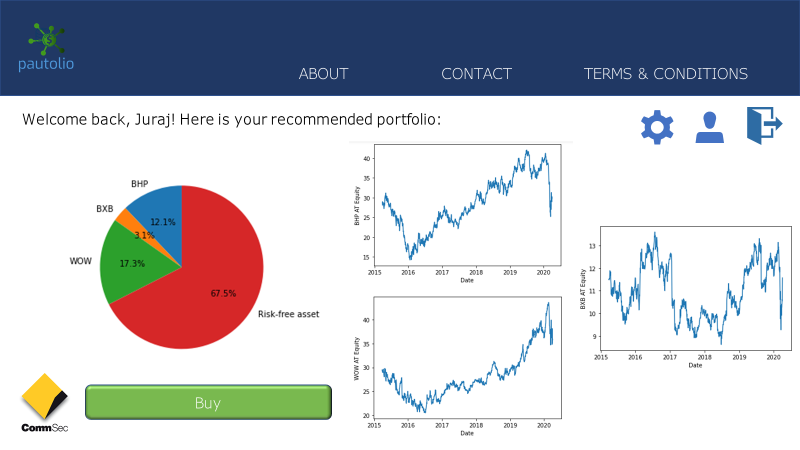 pautolio
ABOUT
CONTACT
TERMS & CONDITIONS
Welcome back, Juraj! Here is your recommended portfolio:
BHP
BXB
WOW
Risk-free asset
12.1%
3.1%
17.3%
67.5%
BHP AT Equity
40
35
30
25
20
15
2015 2016 2017 2018 2019 2020
Date
WOW AT Equity
40
35
30
25
20
2015 2016 2017 2018 2019 2020
Date
BXB AT Equity
13
12
11
10
9
2015 2016 2017 2018 2019 2020
Date
CommSec
Buy